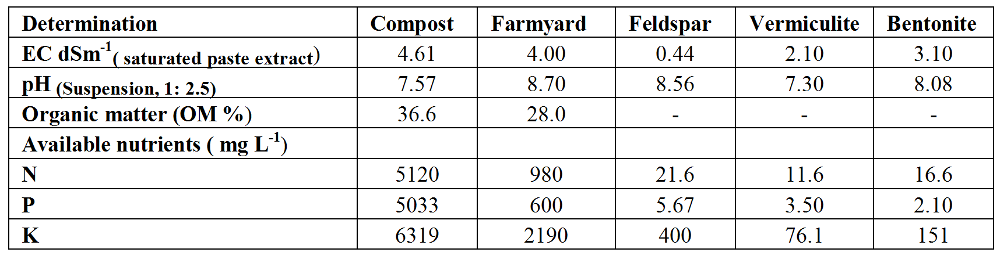 Determination Compost Farmyard Feldspar Vermiculite Bentonite
EC dSm-1( saturated paste extract) 4.61 4.00 0.44 2.10 3.10
pH (Suspension, 1: 2.5) 7.57 8.70 8.56 7.30 8.08
Organic matter (OM %) 36.6 28.0 - - -
Available nutrients ( mg L-1)
N 5120 980 21.6 11.6 16.6
P 5033 600 5.67 3.50 2.10
K 6319 2190 400 76.1 151